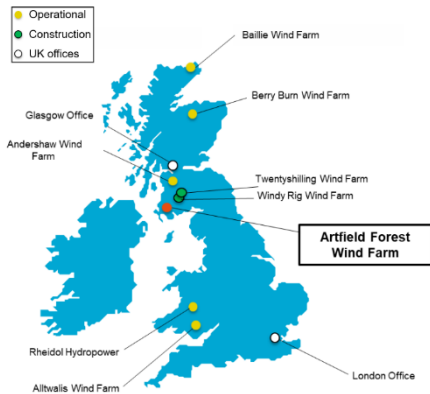 Operational
Construction
UK offices
Baillie Wind Farm
Berry Burn Wind Farm
Glasgow Office
Andershaw Wind
Farm
Twentyshilling Wind Farm
Windy Rig Wind Farm
Artfield Forest
Wind Farm
Rheidol Hydropower
Alltwalis Wind Farm
London Office